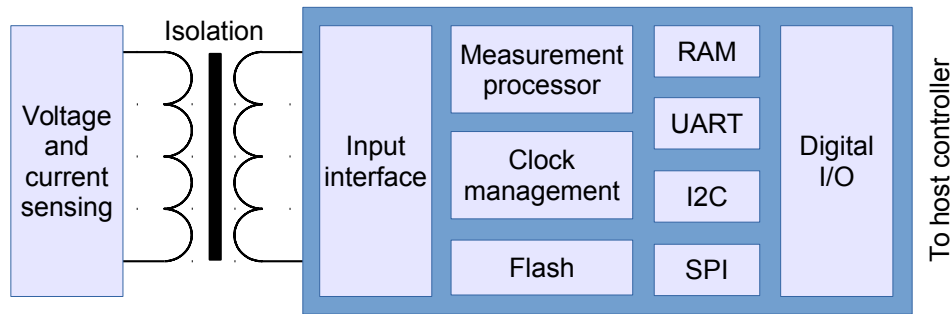 Isolation
Voltage
and
current
sensing
Input
interface
Measurement
processor
Clock
management
Flash
RAM
UART
I2C
SPI
Digital
I/O
To host controller